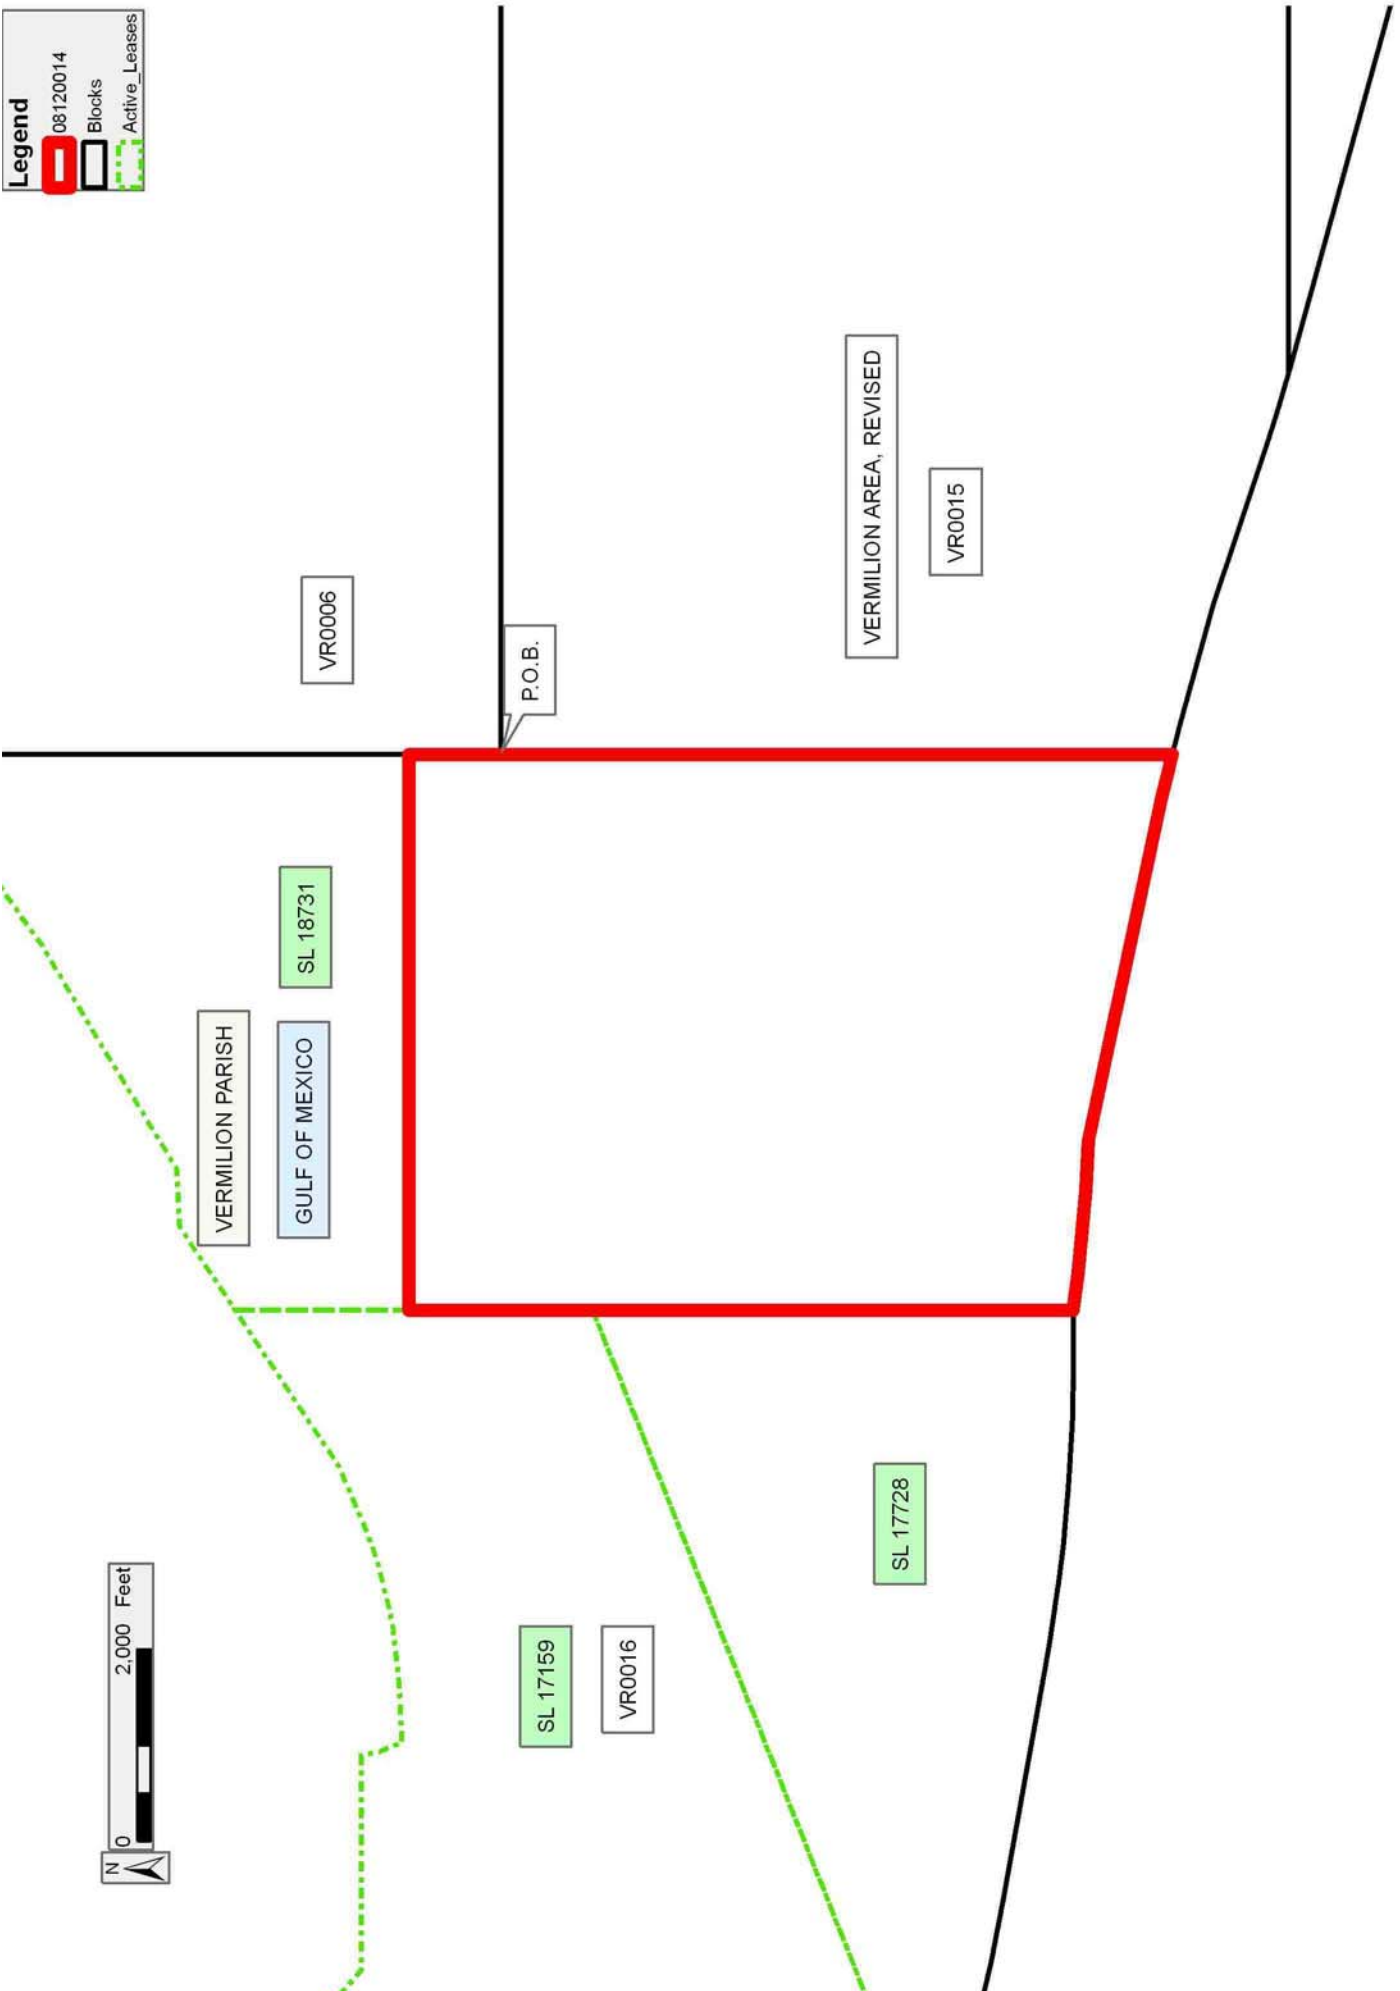 N
0 2,000 Feet
Legend
08120014
Blocks
Active_Leases
VERMILION PARISH
GULF OF MEXICO
SL 18731
VR0006
SL 17159
VR0016
P.O.B.
SL 17728
VERMILION AREA, REVISED
VR0015